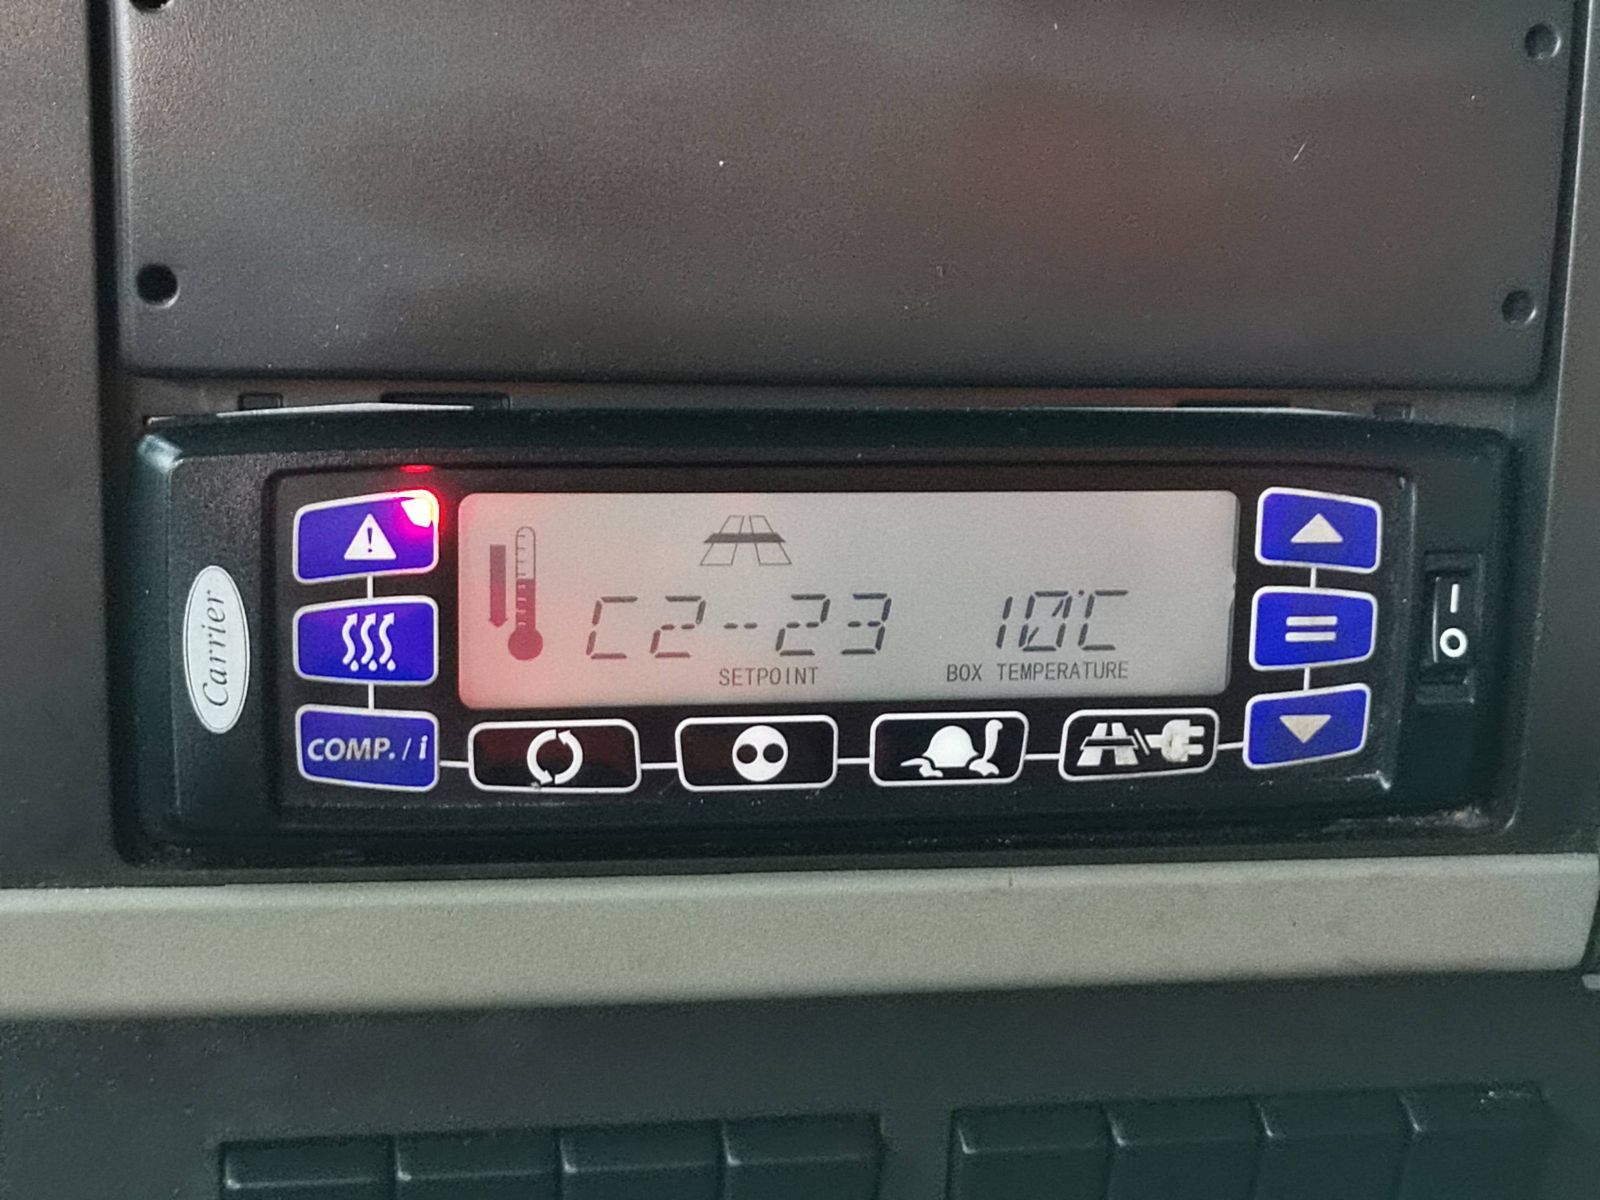 Carrier
C2-23 10°C
SETPOINT BOX TEMPERATURE
COMP. / i